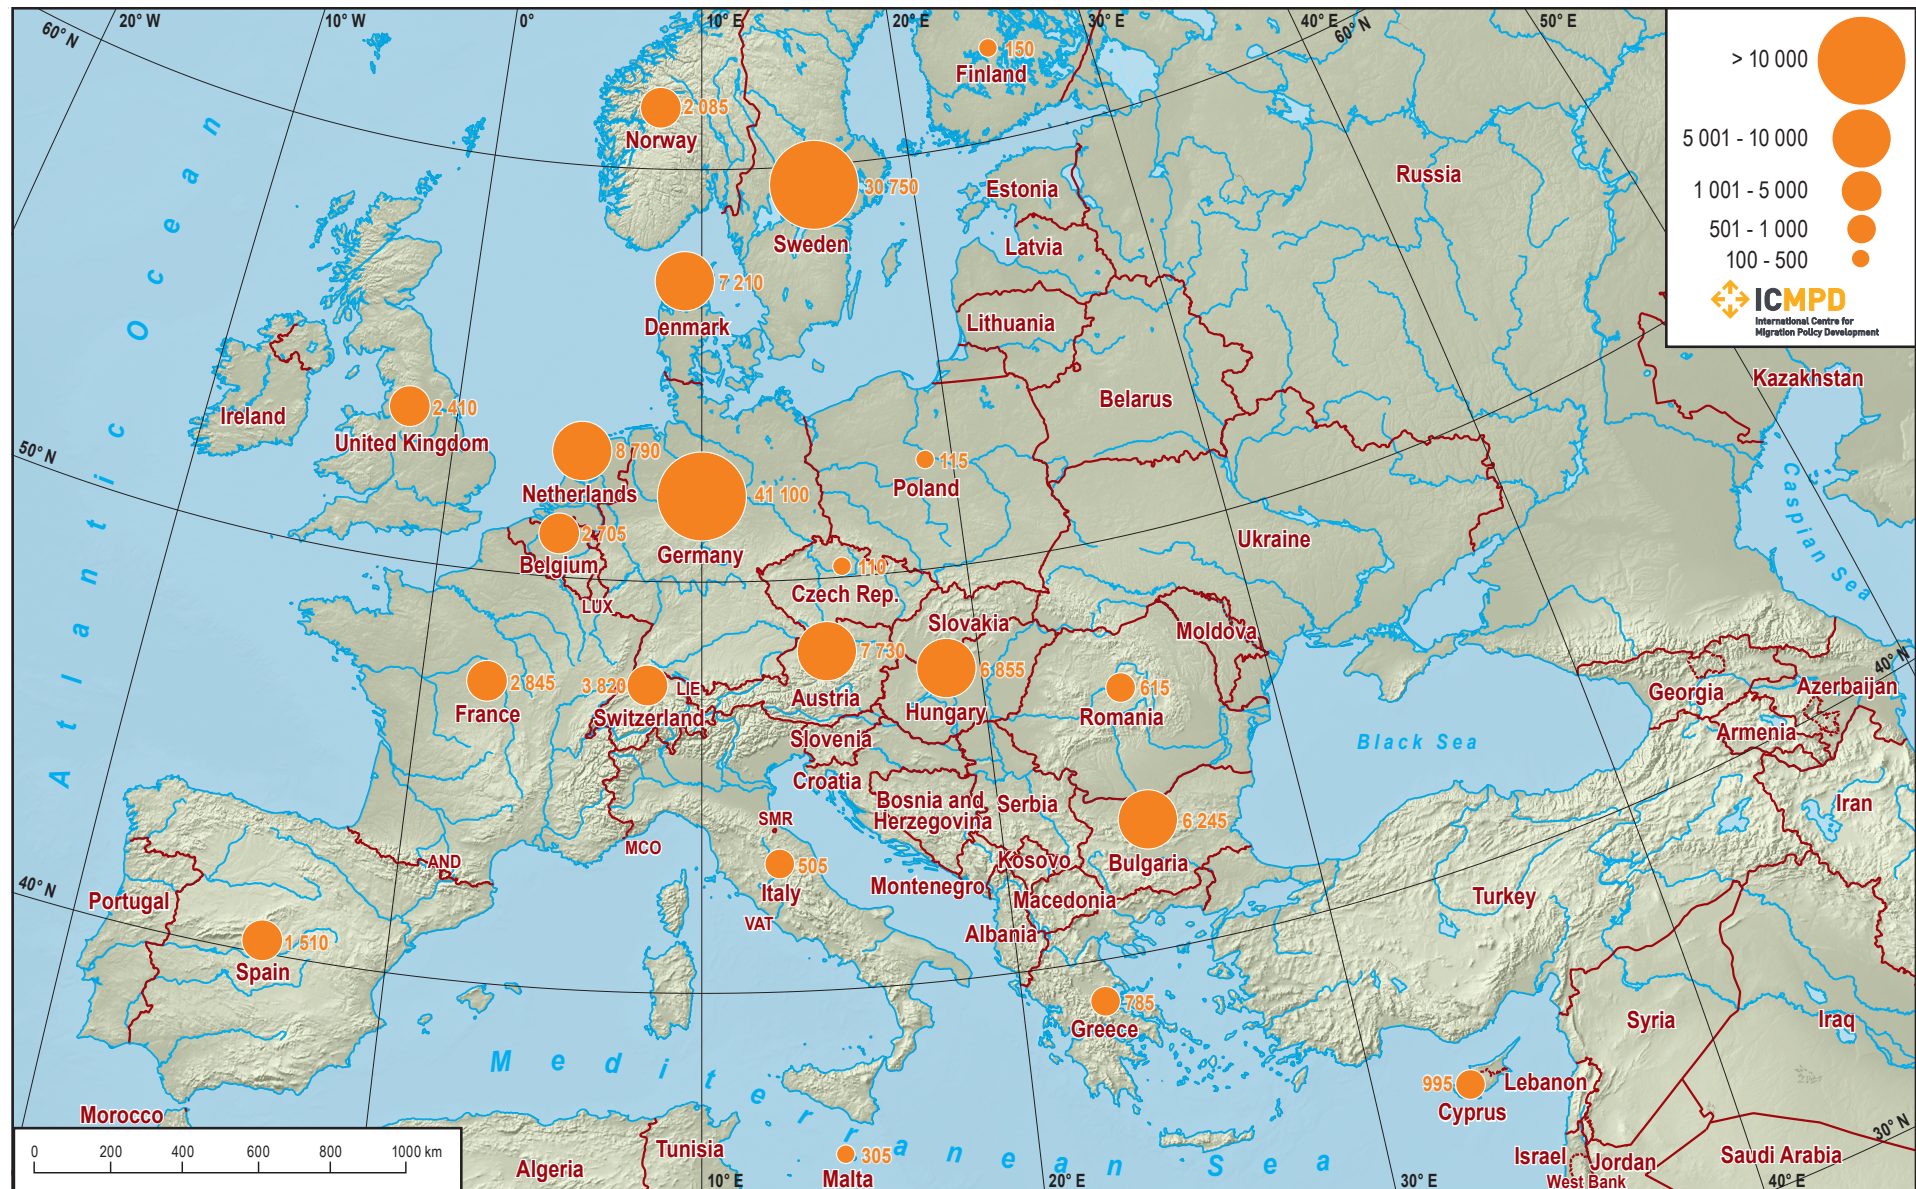 20° W
10° W
0°
10° E
20° E
30° E
40° E
50° E
60° N
60° N
> 10 000
5 001 - 10 000
1 001 - 5 000
501 - 1 000
100 - 500
ICMPD
International Centre for
Migration Policy Development
150
Finland
2 085
Norway
30 750
Sweden
Estonia
Russia
Latvia
7 210
Denmark
Lithuania
Kazakhstan
Belarus
Ireland
2 410
United Kingdom
8 790
Netherlands
41 100
Germany
115
Poland
50° N
2 705
Belgium
Ukraine
110
Czech Rep.
LUX
Slovakia
Moldova
Atlantic Ocean
Caspian Sea
2 845
France
3 820
LIE
Switzerland
7 730
Austria
6 855
Hungary
615
Romania
Georgia
Azerbaijan
40° N
Armenia
Black Sea
Slovenia
Croatia
Bosnia and
Herzegovina
Serbia
Iran
SMR
MCO
6 245
Bulgaria
AND
505
Italy
Kosovo
Montenegro
Macedonia
Turkey
40° N
Portugal
VAT
Albania
1 510
Spain
785
Greece
Syria
Iraq
Mediterranean Sea
995
Cyprus
Lebanon
Morocco
30° N
0
200
400
600
800
1000 km
Algeria
Tunisia
10° E
305
Malta
20° E
30° E
Israel
Jordan
West Bank
Saudi Arabia
40° E